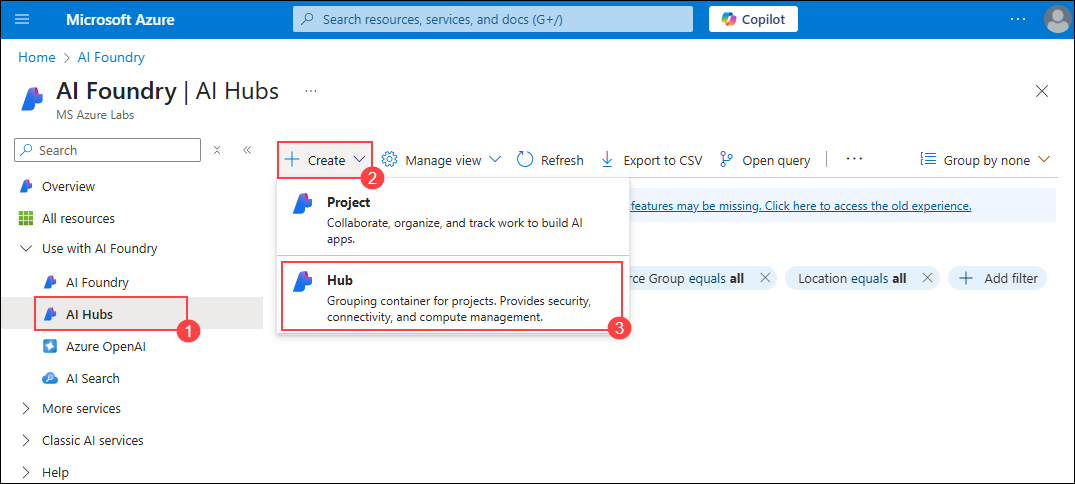 Microsoft Azure
Search resources, services, and docs (G+/)
Copilot
...
Home > AI Foundry
AI Foundry | AI Hubs
...
MS Azure Labs
Search
Create
Manage view
Refresh
Export to CSV
Open query
...
Group by none
2
Overview
All resources
Use with AI Foundry
AI Foundry
AI Hubs
1
Azure OpenAI
AI Search
More services
Classic AI services
Help
Project
Collaborate, organize, and track work to build AI
apps.
Hub
Grouping container for projects. Provides security,
connectivity, and compute management.
3
features may be missing. Click here to access the old experience.
rce Group equals all
Location equals all
Add filter